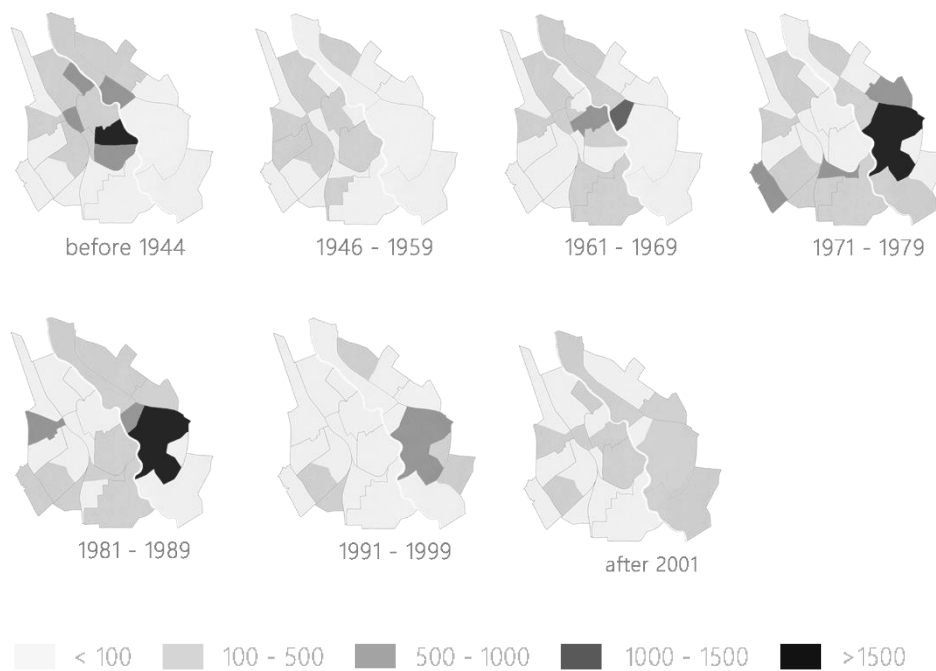 before 1944
1946 - 1959
1961 - 1969
1971 - 1979
1981 - 1989
1991 - 1999
after 2001
< 100
100 - 500
500 - 1000
1000 - 1500
>1500